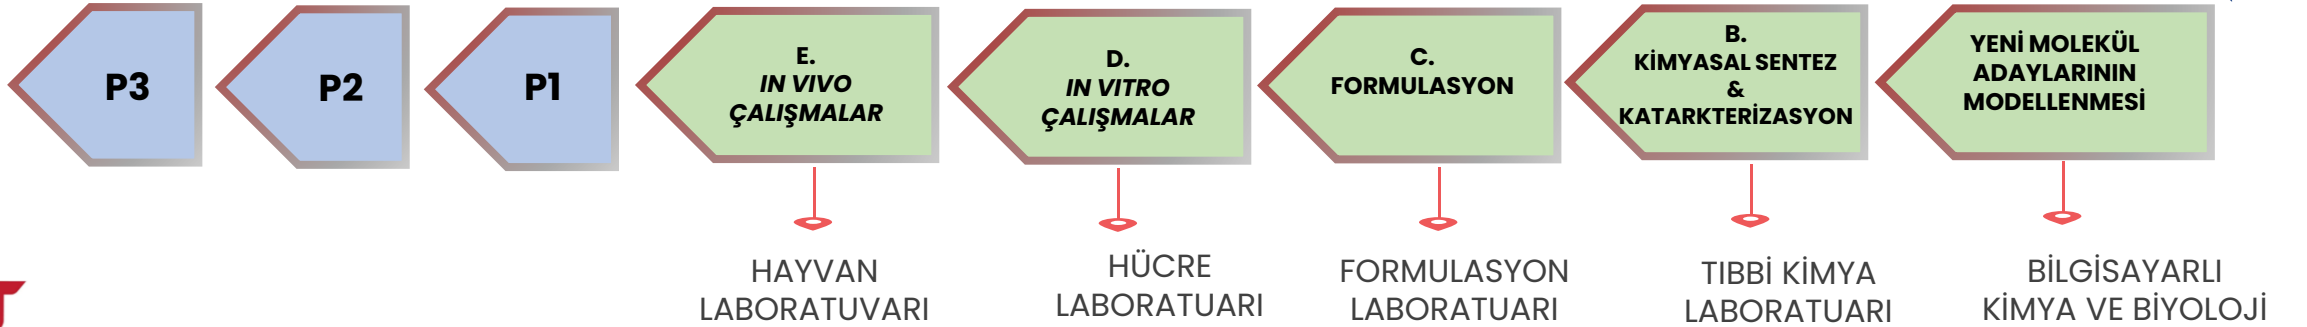 P3
P2
P1
E.
IN VIVO
ÇALIŞMALAR
D.
IN VITRO
ÇALIŞMALAR
C.
FORMULASYON
B.
KİMYASAL SENTEZ
&
KATARKTERİZASYON
YENİ MOLEKÜL
ADAYLARININ
MODELLENMESİ
HAYVAN
LABORATUVARI
HÜCRE
LABORATUARI
FORMULASYON
LABORATUARI
TIBBİ KİMYA
LABORATUARI
BİLGİSAYARLI
KİMYA VE BİYOLOJİ